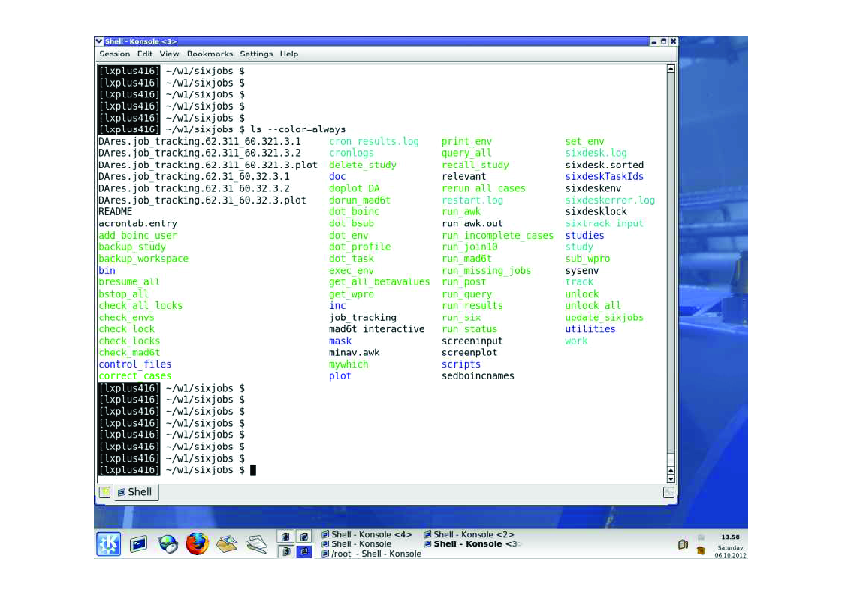 Shell - Konsole <3>
Session Edit View Bookmarks Settings Help
[lxplus416] ~/w1/sixjobs $
[lxplus416] ~/w1/sixjobs $
[lxplus416] ~/w1/sixjobs $
[lxplus416] ~/w1/sixjobs $
[lxplus416] ~/w1/sixjobs $
[lxplus416] ~/w1/sixjobs $ ls --color=always
DAres.job_tracking.62.311_60.321.3.1 cron_results.log print_env set_env
DAres.job_tracking.62.311_60.321.3.2 cronlogs query_all sixdesk.log
DAres.job_tracking.62.311_60.321.3.plot delete_study recall_study sixdesk.sorted
DAres.job_tracking.62.31_60.32.3.1 doc relevant sixdeskTaskIds
DAres.job_tracking.62.31_60.32.3.2 doplot_DA rerun_all_cases sixdeskenv
DAres.job_tracking.62.31_60.32.3.plot dorun_mad6t restart.log sixdeskerror.log
README dot_boinc run_awk sixdesklock
acrontab.entry dot_bsub run_awk.out sixtrack_input
add_boinc_user dot_env run_incomplete_cases studies
backup_study dot_profile run_join10 study
backup_workspace dot_task run_mad6t sub_wpro
bin exec_env run_missing_jobs sysenv
bresume_all get_all_betavalues run_post track
bstop_all get_wpro run_query unlock
check_all_locks inc run_results unlock_all
check_envs job_tracking run_six update_sixjobs
check_lock mad6t_interactive run_status utilities
check_locks mask screeninput work
check_mad6t minav.awk screenplot
control_files mywhich scripts
correct_cases plot sedboincnames
[lxplus416] ~/w1/sixjobs $
[lxplus416] ~/w1/sixjobs $
[lxplus416] ~/w1/sixjobs $
[lxplus416] ~/w1/sixjobs $
[lxplus416] ~/w1/sixjobs $
[lxplus416] ~/w1/sixjobs $
[lxplus416] ~/w1/sixjobs $
[lxplus416] ~/w1/sixjobs $
Shell
Shell - Konsole <4> Shell - Konsole <2>
Shell - Konsole Shell - Konsole <3>
/root - Shell - Konsole
13.56
Saturday
06.10.2012